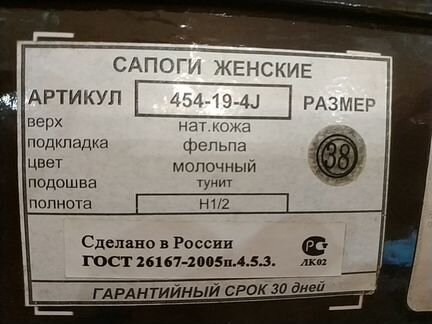 САПОГИ ЖЕНСКИЕ
АРТИКУЛ 454-19-4J РАЗМЕР
верх нат.кожа
подкладка фельпа 38
цвет молочный
подошва тунит
полнота Н1/2
Сделано в России
ГОСТ 26167-2005п.4.5.3.
РС
ЛК02
ГАРАНТИЙНЫЙ СРОК 30 дней